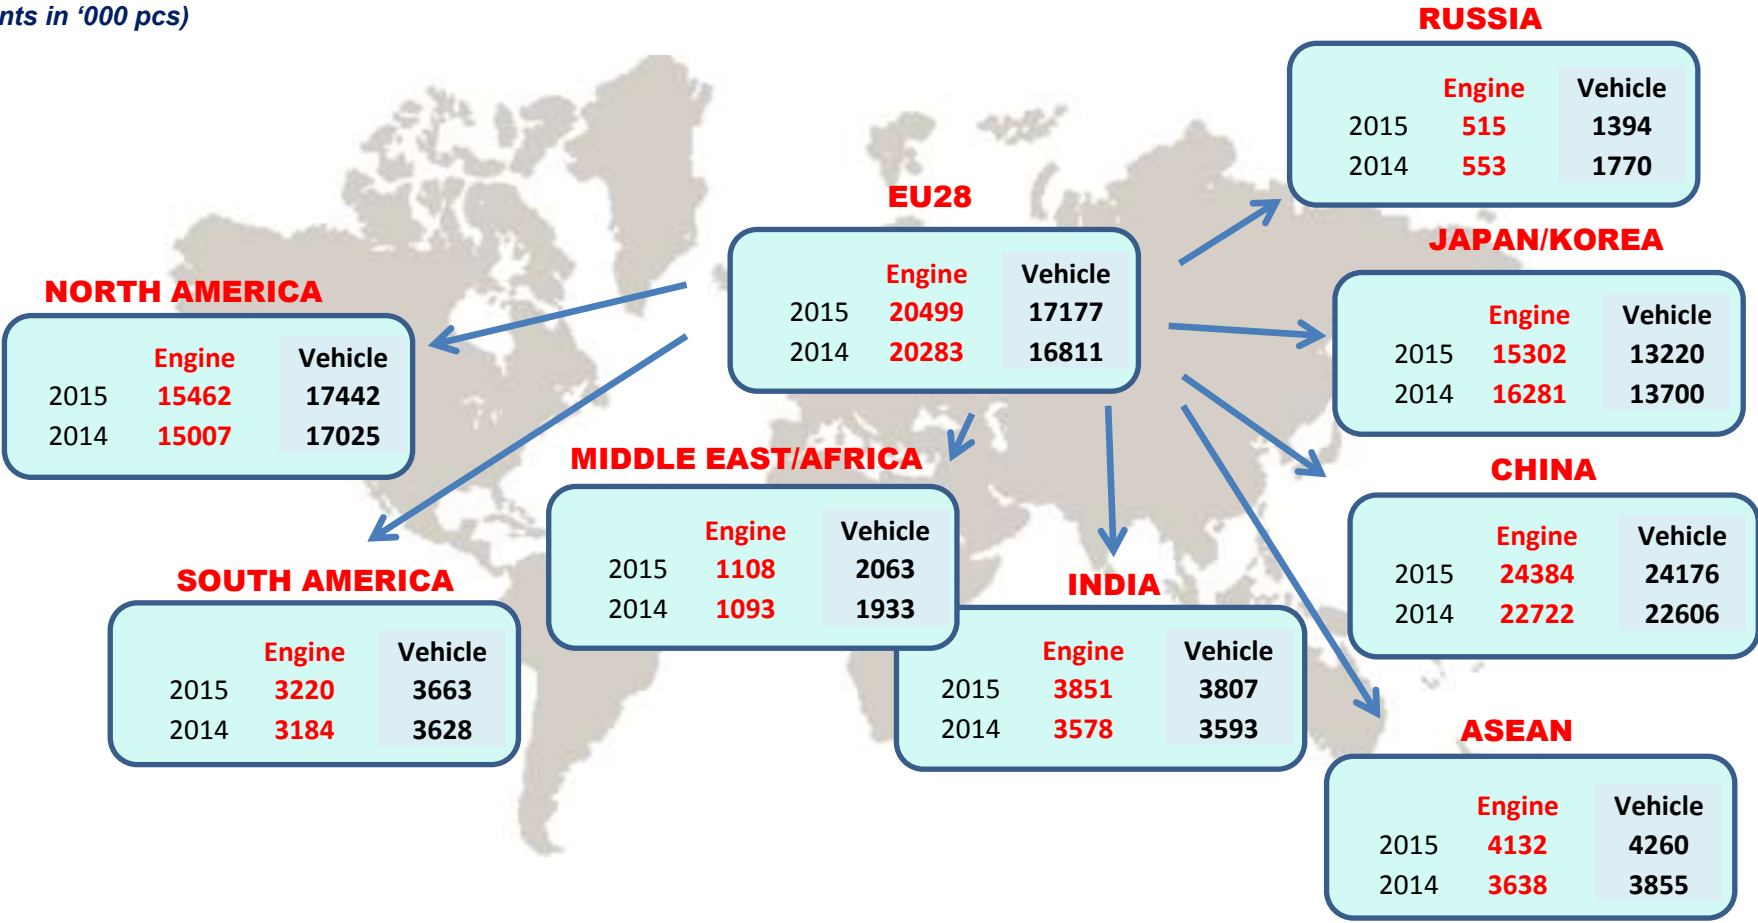 in ‘000 pcs)
RUSSIA
Engine Vehicle
2015 515 1394
2014 553 1770
EU28
Engine Vehicle
2015 20499 17177
2014 20283 16811
JAPAN/KOREA
Engine Vehicle
2015 15302 13220
2014 16281 13700
NORTH AMERICA
Engine Vehicle
2015 15462 17442
2014 15007 17025
MIDDLE EAST/AFRICA
Engine Vehicle
2015 1108 2063
2014 1093 1933
CHINA
Engine Vehicle
2015 24384 24176
2014 22722 22606
SOUTH AMERICA
Engine Vehicle
2015 3220 3663
2014 3184 3628
INDIA
Engine Vehicle
2015 3851 3807
2014 3578 3593
ASEAN
Engine Vehicle
2015 4132 4260
2014 3638 3855